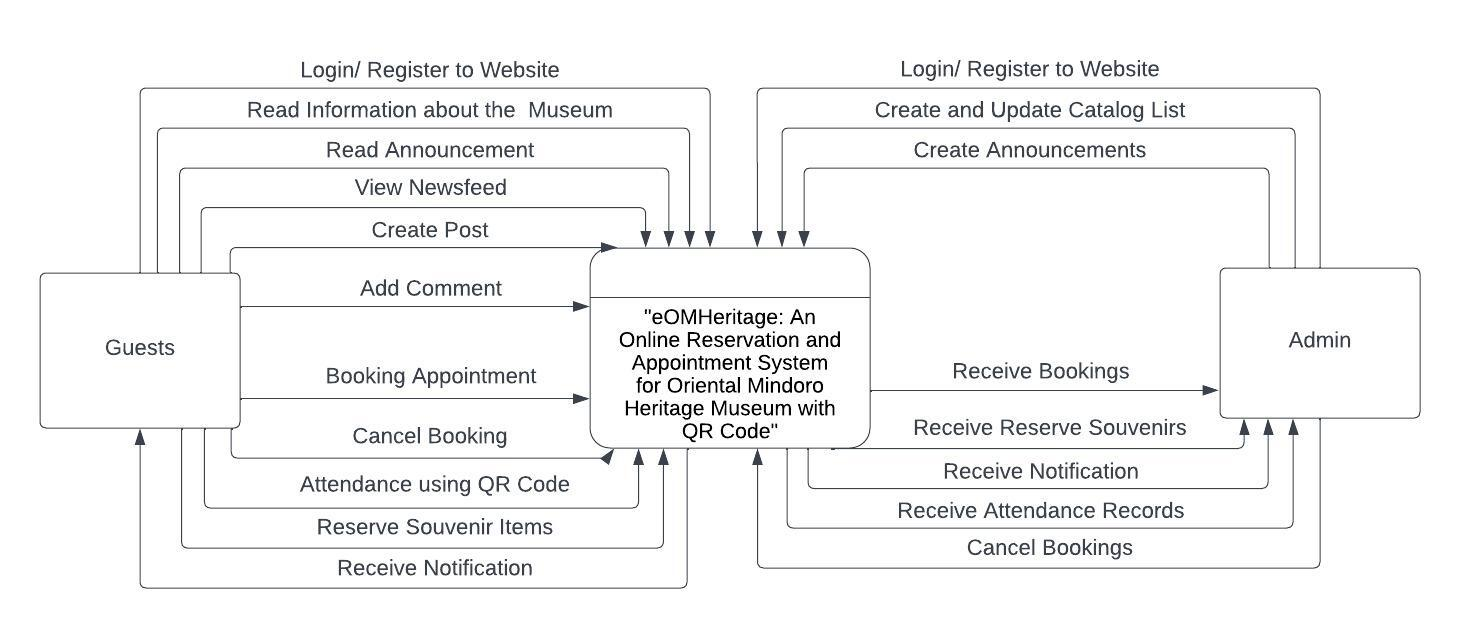 Login/ Register to Website
Read Information about the  Museum
Read Announcement
View Newsfeed
Create Post
Add Comment
Guests
Booking Appointment
Cancel Booking
Attendance using QR Code
Reserve Souvenir Items
Receive Notification
"eOMHeritage: An
Online Reservation and
Appointment System
for Oriental Mindoro
Heritage Museum with
QR Code"
Login/ Register to Website
Create and Update Catalog List
Create Announcements
Admin
Receive Bookings
Receive Reserve Souvenirs
Receive Notification
Receive Attendance Records
Cancel Bookings